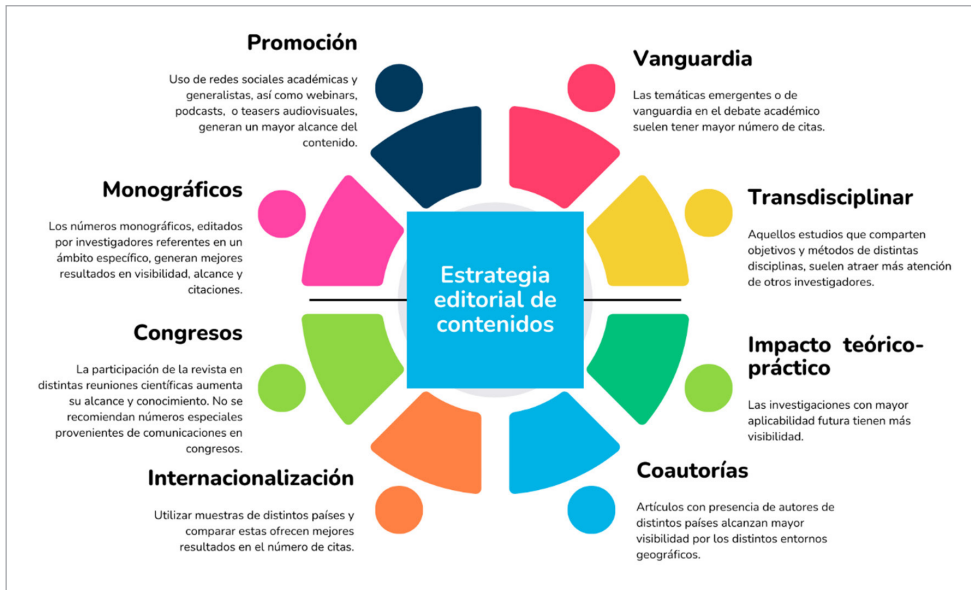 Promoción
Uso de redes sociales académicas y
generalistas, así como webinars,
podcasts,  o teasers audiovisuales,
generan un mayor alcance del
contenido.
Vanguardia
Las temáticas emergentes o de
vanguardia en el debate académico
suelen tener mayor número de citas.
Monográficos
Los números monográficos, editados
por investigadores referentes en un
ámbito específico, generan mejores
resultados en visibilidad, alcance y
citaciones.
Transdisciplinar
Aquellos estudios que comparten
objetivos y métodos de distintas
disciplinas, suelen atraer más atención
de otros investigadores.
Estrategia
editorial de
contenidos
Congresos
La participación de la revista en
distintas reuniones científicas aumenta
su alcance y conocimiento. No se
recomiendan números especiales
provenientes de comunicaciones en
congresos.
Impacto  teórico-
práctico
Las investigaciones con mayor
aplicabilidad futura tienen más
visibilidad.
Internacionalización
Utilizar muestras de distintos países y
comparar estas ofrecen mejores
resultados en el número de citas.
Coautorías
Artículos con presencia de autores de
distintos países alcanzan mayor
visibilidad por los distintos entornos
geográficos.